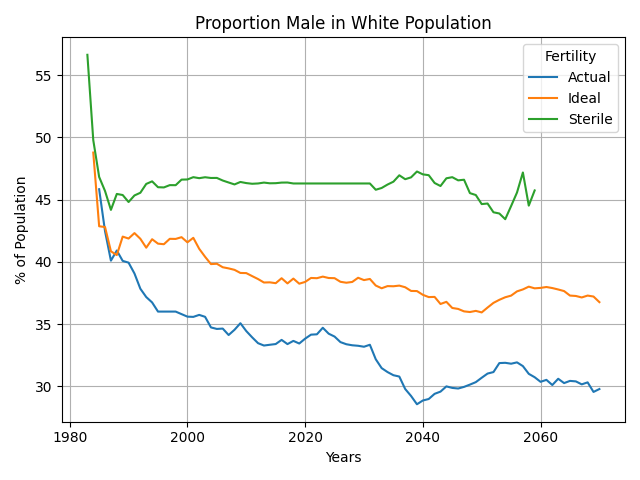 Proportion Male in White Population
Fertility
Actual
Ideal
Sterile
% of Population
55
50
45
40
35
30
1980
2000
2020
2040
2060
Years